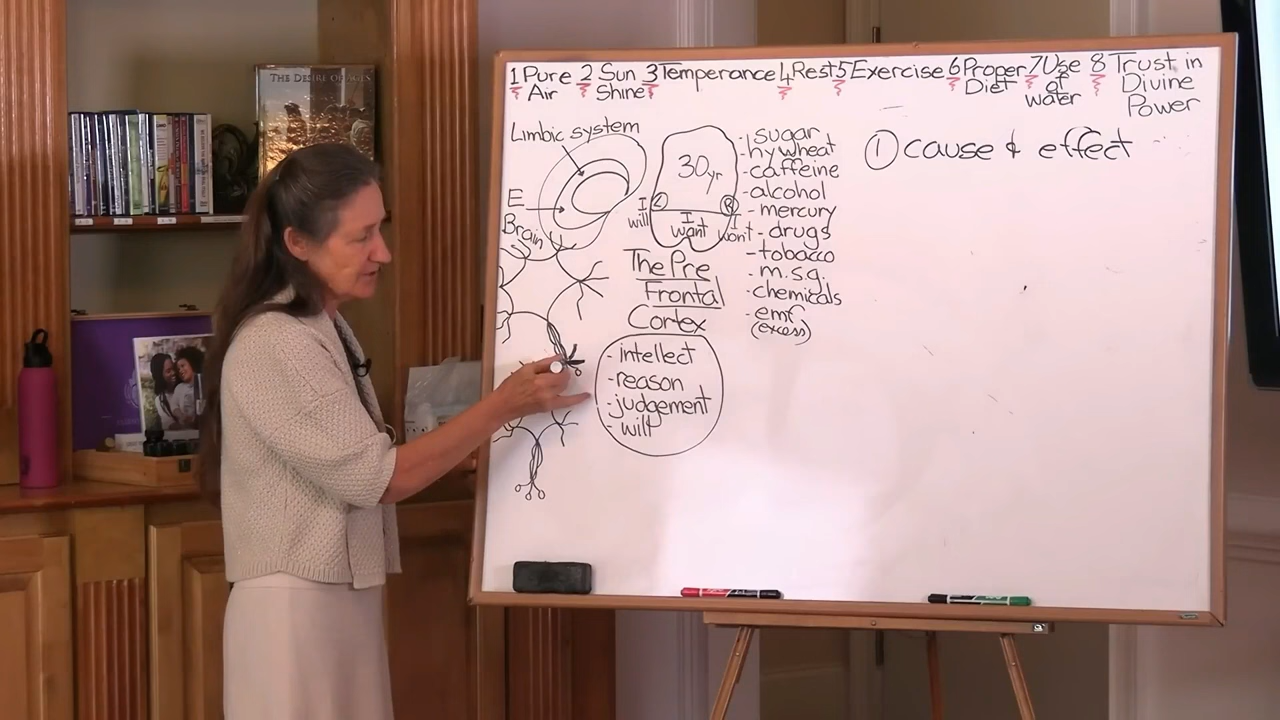 THE DESIRE OF AGES
1 Pure Air
2 Sun Shine
3 Temperance
4 Rest
5 Exercise
6 Proper Diet
7 Use of Water
8 Trust in Divine Power
Limbic system
E
Brain
30yr
L
R
I will
I want
I won't
The Pre
Frontal
Cortex
- intellect
- reason
- judgement
- will
- sugar
- hy wheat
- caffeine
- alcohol
- mercury
- drugs
- tobacco
- m.s.g.
- chemicals
- emf
(excess)
① cause & effect